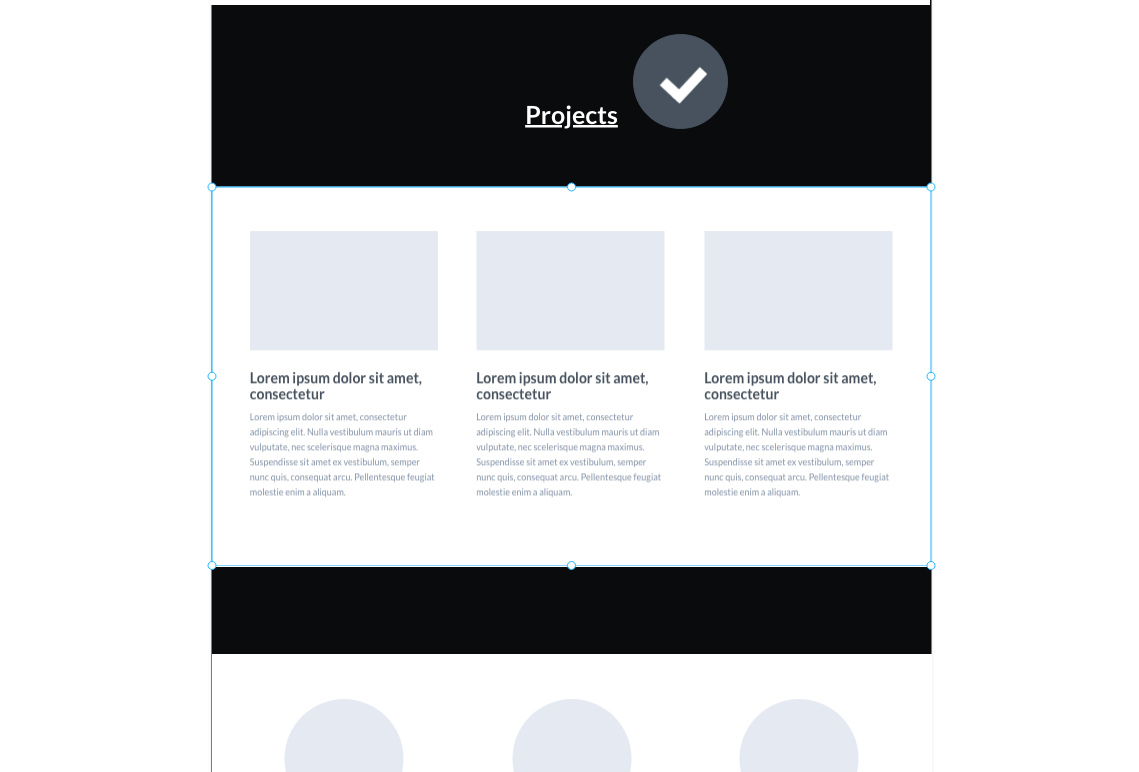 Projects
Lorem ipsum dolor sit amet,
consectetur
Lorem ipsum dolor sit amet, consectetur
adipiscing elit. Nulla vestibulum mauris ut diam
vulputate, nec scelerisque magna maximus.
Suspendisse sit amet ex vestibulum, semper
nunc quis, consequat arcu. Pellentesque feugiat
molestie enim a aliquam.
Lorem ipsum dolor sit amet,
consectetur
Lorem ipsum dolor sit amet, consectetur
adipiscing elit. Nulla vestibulum mauris ut diam
vulputate, nec scelerisque magna maximus.
Suspendisse sit amet ex vestibulum, semper
nunc quis, consequat arcu. Pellentesque feugiat
molestie enim a aliquam.
Lorem ipsum dolor sit amet,
consectetur
Lorem ipsum dolor sit amet, consectetur
adipiscing elit. Nulla vestibulum mauris ut diam
vulputate, nec scelerisque magna maximus.
Suspendisse sit amet ex vestibulum, semper
nunc quis, consequat arcu. Pellentesque feugiat
molestie enim a aliquam.